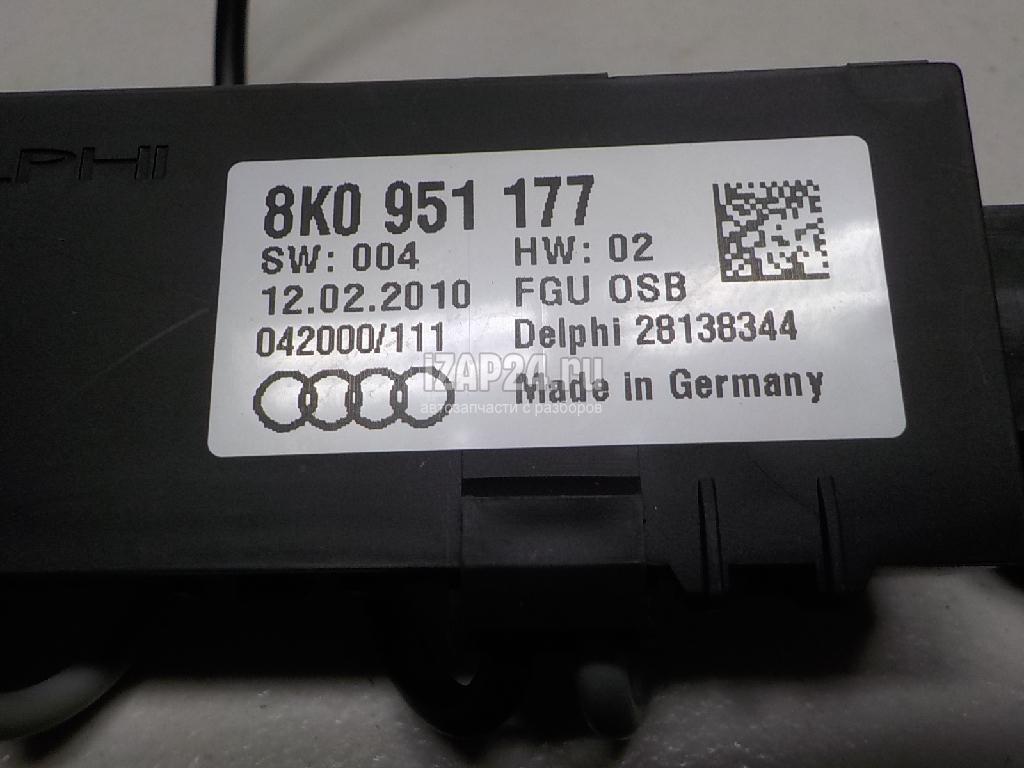 LPHI
8K0 951 177
SW: 004 HW: 02
12.02.2010 FGU OSB
042000/111 Delphi 28138344
iZAP24.ru
Made in Germany
автозапчасти с разборов